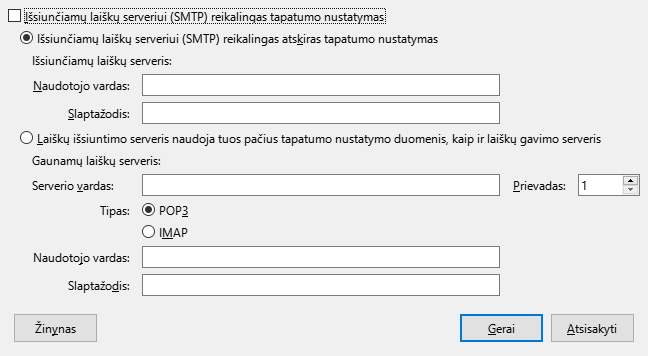 Išsiunčiamų laiškų serveriui (SMTP) reikalingas tapatumo nustatymas
Išsiunčiamų laiškų serveriui (SMTP) reikalingas atskiras tapatumo nustatymas
Išsiunčiamų laiškų serveris:
Naudotojo vardas:
Slaptažodis:
Laiškų išsiuntimo serveris naudoja tuos pačius tapatumo nustatymo duomenis, kaip ir laiškų gavimo serveris
Gaunamų laiškų serveris:
Serverio vardas: Prievadas: 1
Tipas: POP3
IMAP
Naudotojo vardas:
Slaptažodis:
Žinynas Gerai Atsisakyti